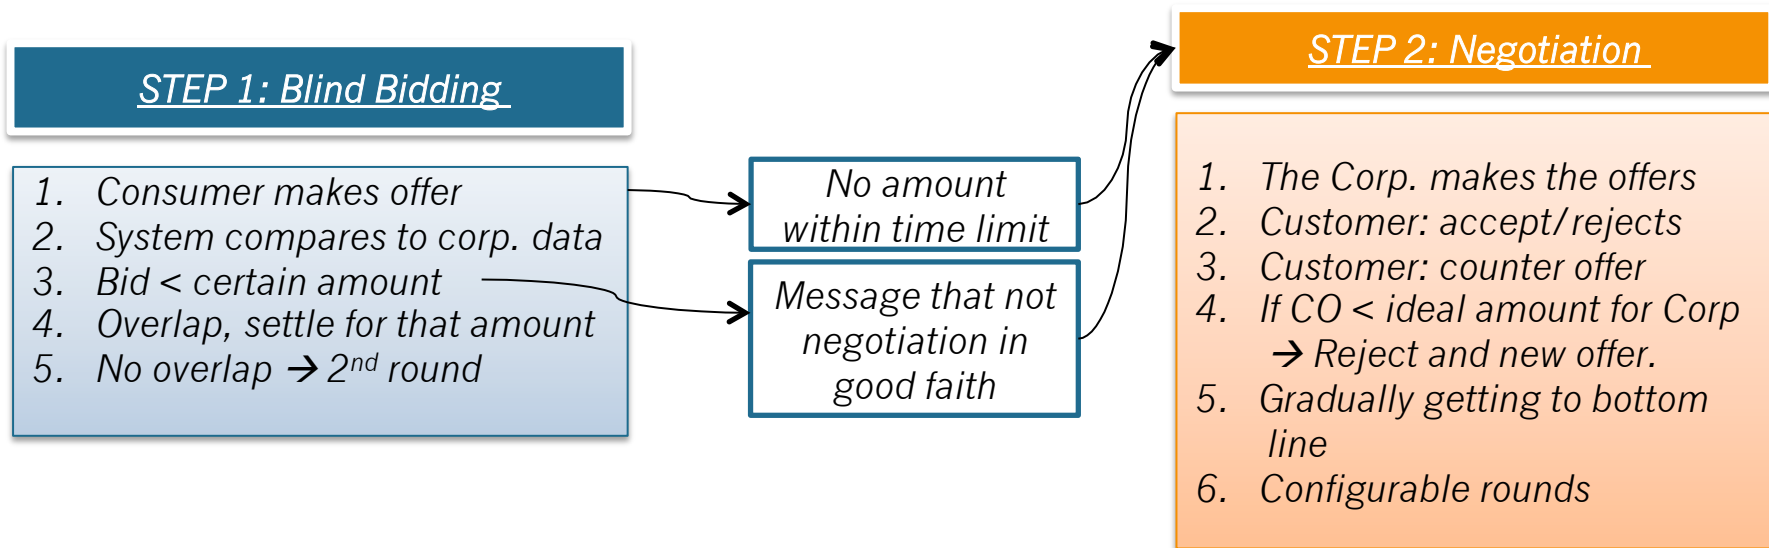 STEP 1: Blind Bidding
1. Consumer makes offer
2. System compares to corp. data
3. Bid < certain amount
4. Overlap, settle for that amount
5. No overlap → 2nd round
No amount
within time limit
Message that not
negotiation in
good faith
STEP 2: Negotiation
1. The Corp. makes the offers
2. Customer: accept/rejects
3. Customer: counter offer
4. If CO < ideal amount for Corp
→ Reject and new offer.
5. Gradually getting to bottom
line
6. Configurable rounds